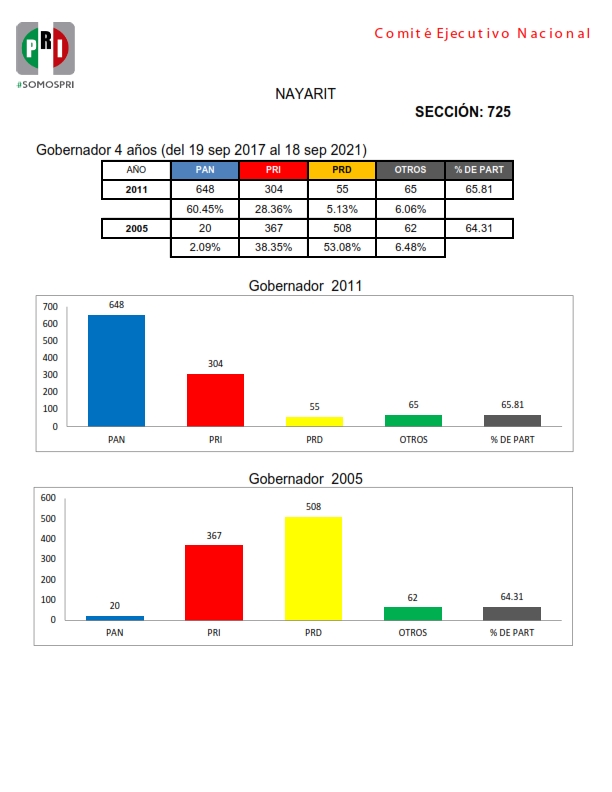 Comité Ejecutivo Nacional
PRI
#SOMOSPRI
NAYARIT
SECCIÓN: 725
Gobernador 4 años (del 19 sep 2017 al 18 sep 2021)
AÑO PAN PRI PRD OTROS % DE PART
2011 648 304 55 65 65.81
60.45% 28.36% 5.13% 6.06%
2005 20 367 508 62 64.31
2.09% 38.35% 53.08% 6.48%
Gobernador 2011
700
600
500
400
300
200
100
0
648
304
55
65
65.81
PAN PRI PRD OTROS % DE PART
Gobernador 2005
600
500
400
300
200
100
0
20
367
508
62
64.31
PAN PRI PRD OTROS % DE PART